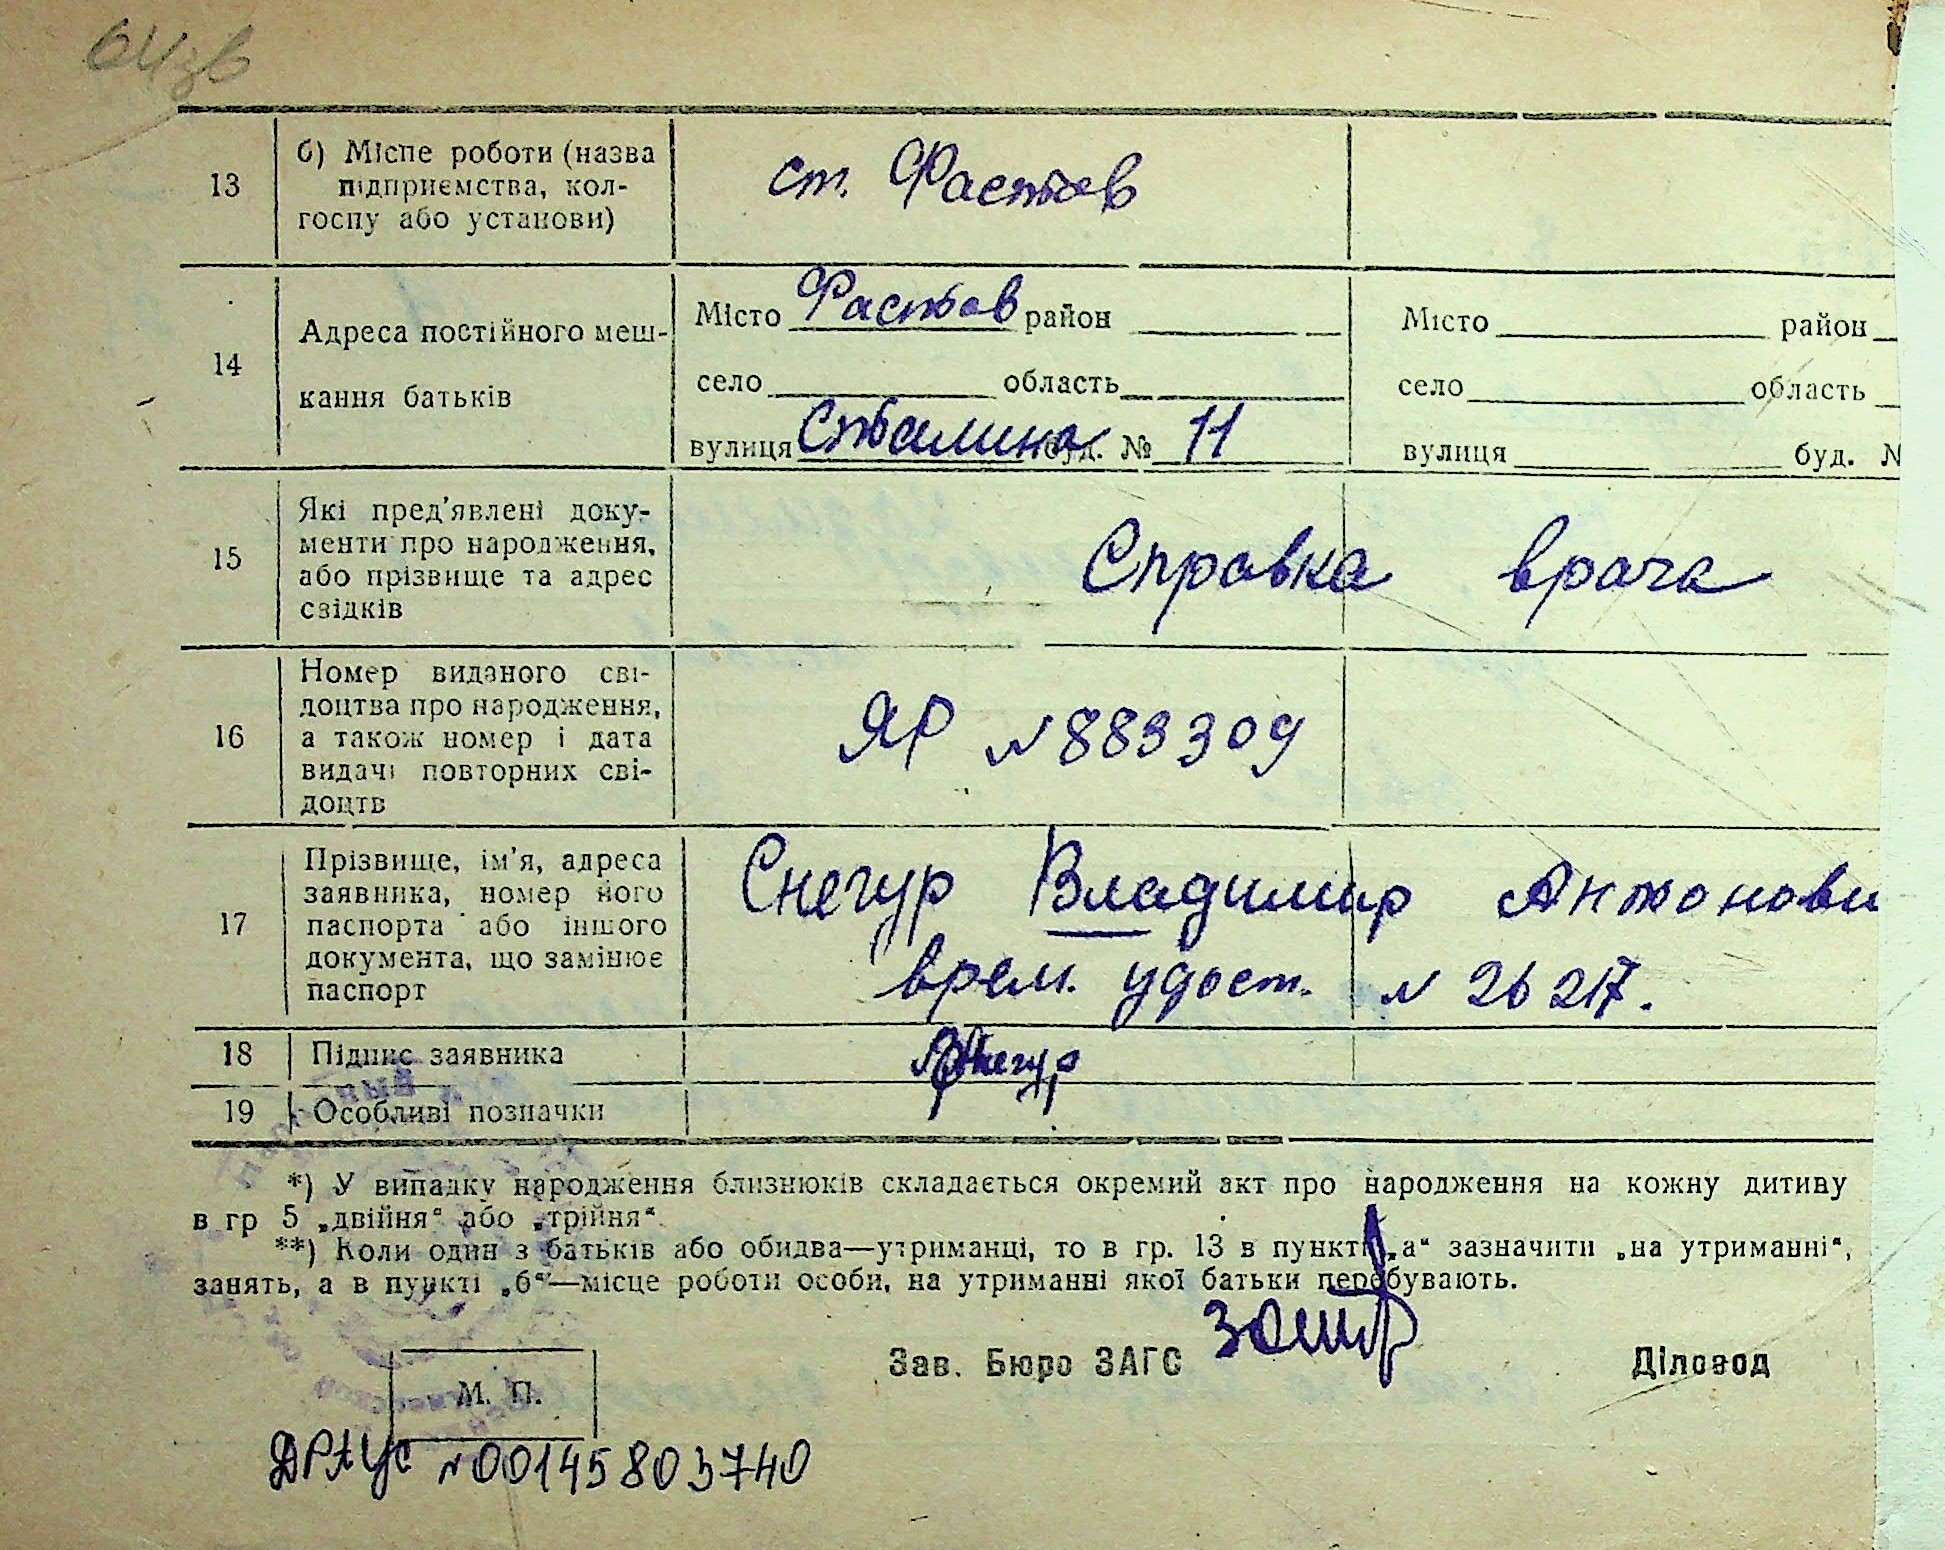 64зв
13
б) Місце роботи (назва
підприємства, кол-
госпу або установи)
ст. Фастов
14
Адреса постійного меш-
кання батьків
Місто Фастов район
село область
вулиця Сталина буд. № 11
Місто район
село область
вулиця буд. №
15
Які пред'явлені доку-
менти про народження,
або прізвище та адрес
свідків
Справка врача
16
Номер виданого сві-
доцтва про народження,
а також номер і дата
видачі повторних сві-
доцтв
ЯР N 883309
17
Прізвище, ім'я, адреса
заявника, номер його
паспорта або іншого
документа, що замінює
паспорт
Снегур Владимир Антонови
врем. удост. N 26217.
18
Підпис заявника
Снегур
19
Особливі позначки
*) У випадку народження близнюків складається окремий акт про народження на кожну дитину
в гр 5 „двійня“ або „трійня“
**) Коли один з батьків або обидва—утриманці, то в гр. 13 в пункті „а“ зазначити „на утриманні“,
занять, а в пункті „б“—місце роботи особи, на утриманні якої батьки перебувають.
Зав. Бюро ЗАГС
Діловод
М. П.
ДРАЦС N 00145803740